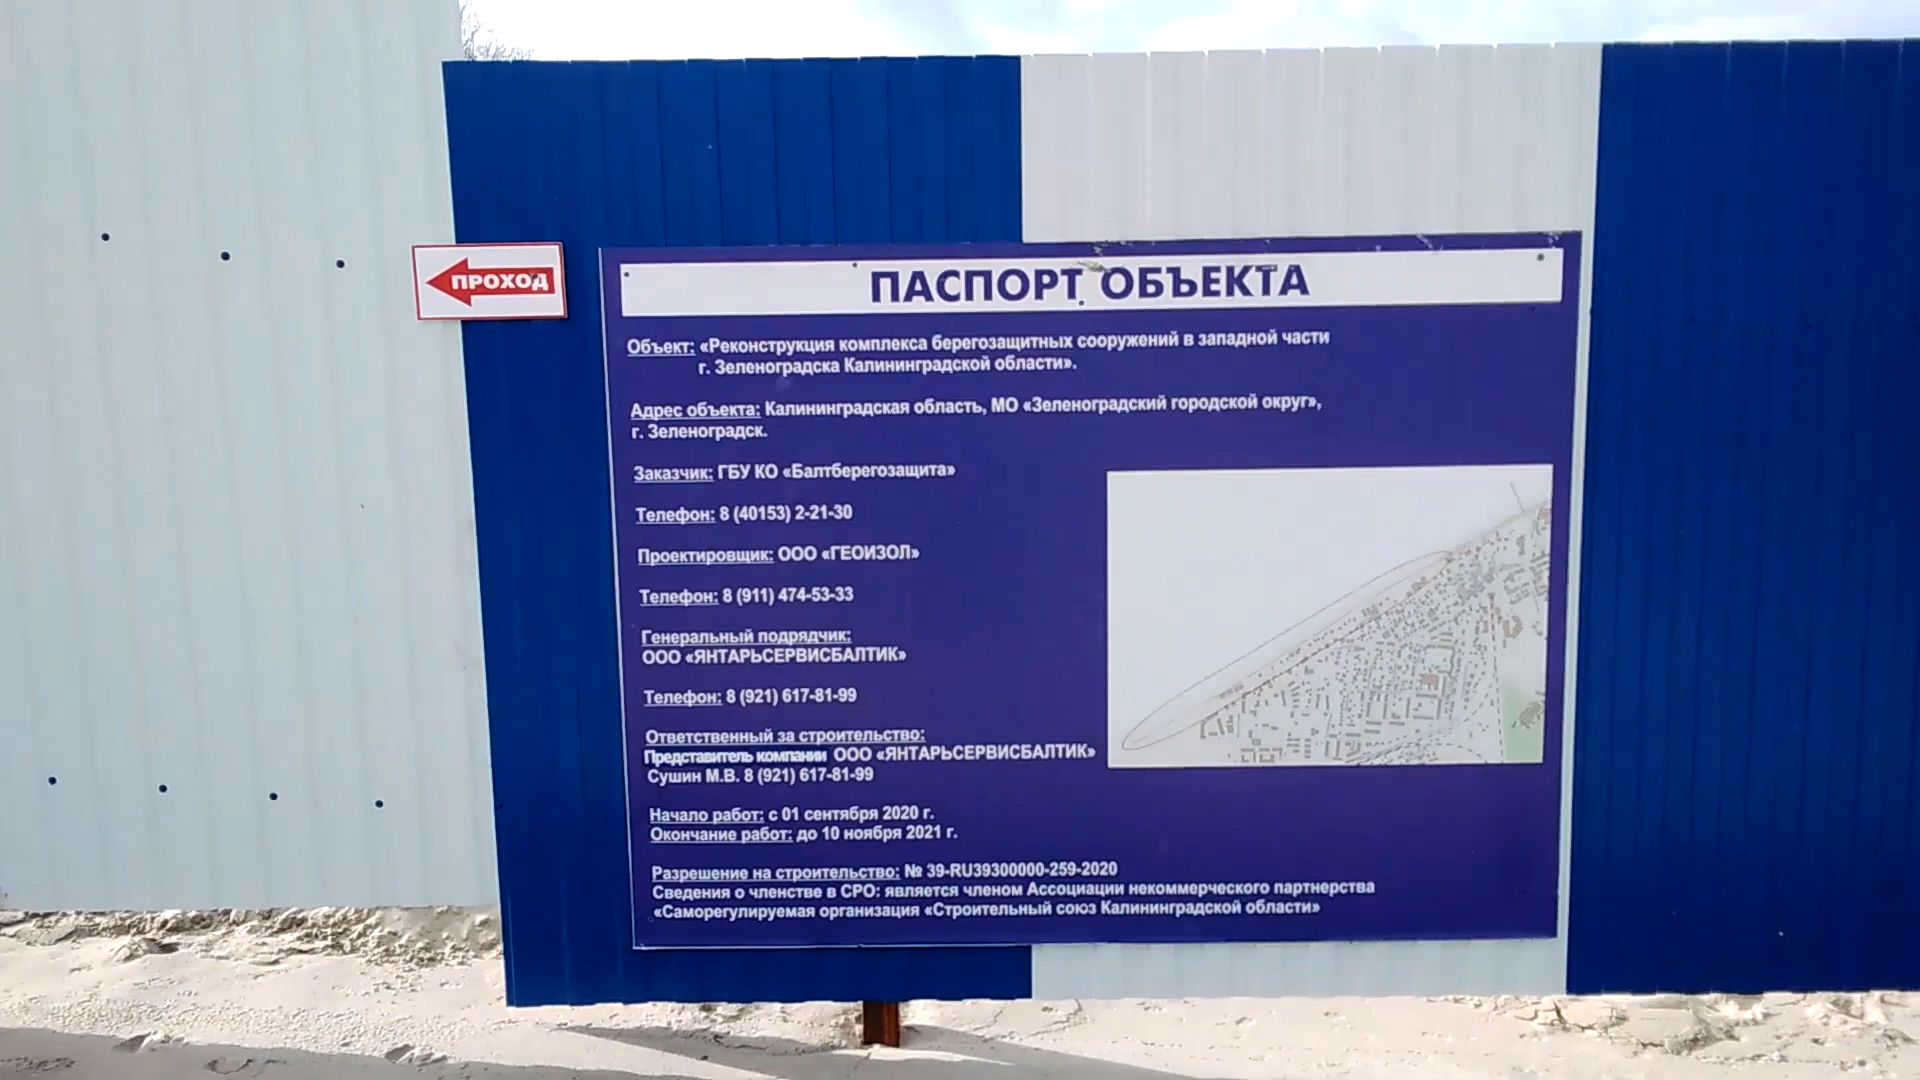 ПРОХОД
ПАСПОРТ ОБЪЕКТА
Объект: «Реконструкция комплекса берегозащитных сооружений в западной части
г. Зеленоградска Калининградской области».
Адрес объекта: Калининградская область, МО «Зеленоградский городской округ»,
г. Зеленоградск.
Заказчик: ГБУ КО «Балтберегозащита»
Телефон: 8 (40153) 2-21-30
Проектировщик: ООО «ГЕОИЗОЛ»
Телефон: 8 (911) 474-53-33
Генеральный подрядчик:
ООО «ЯНТАРЬСЕРВИСБАЛТИК»
Телефон: 8 (921) 617-81-99
Ответственный за строительство:
Представитель компании ООО «ЯНТАРЬСЕРВИСБАЛТИК»
Сушин М.В. 8 (921) 617-81-99
Начало работ: с 01 сентября 2020 г.
Окончание работ: до 10 ноября 2021 г.
Разрешение на строительство: № 39-RU39300000-259-2020
Сведения о членстве в СРО: является членом Ассоциации некоммерческого партнерства
«Саморегулируемая организация «Строительный союз Калининградской области»